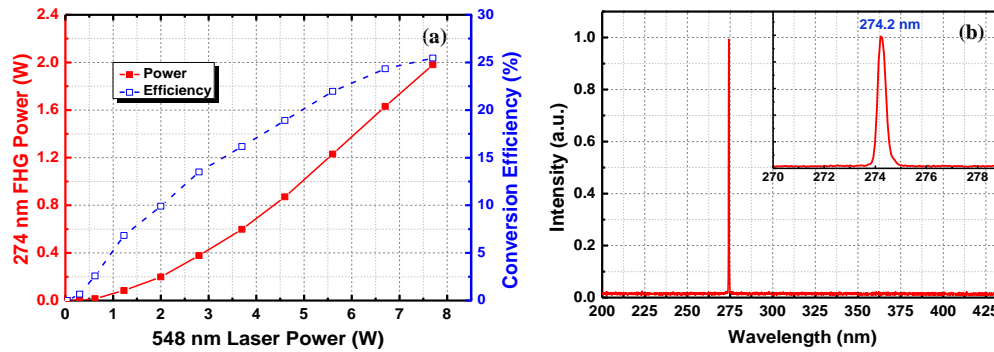 (a)
Power
Efficiency
2.4
2.0
1.6
1.2
0.8
0.4
0.0
274 nm FHG Power (W)
30
25
20
15
10
5
0
Conversion Efficiency (%)
0 1 2 3 4 5 6 7 8
548 nm Laser Power (W)
(b)
274.2 nm
1.0
0.8
0.6
0.4
0.2
0.0
Intensity (a.u.)
270 272 274 276 278
200 225 250 275 300 325 350 375 400 425
Wavelength (nm)